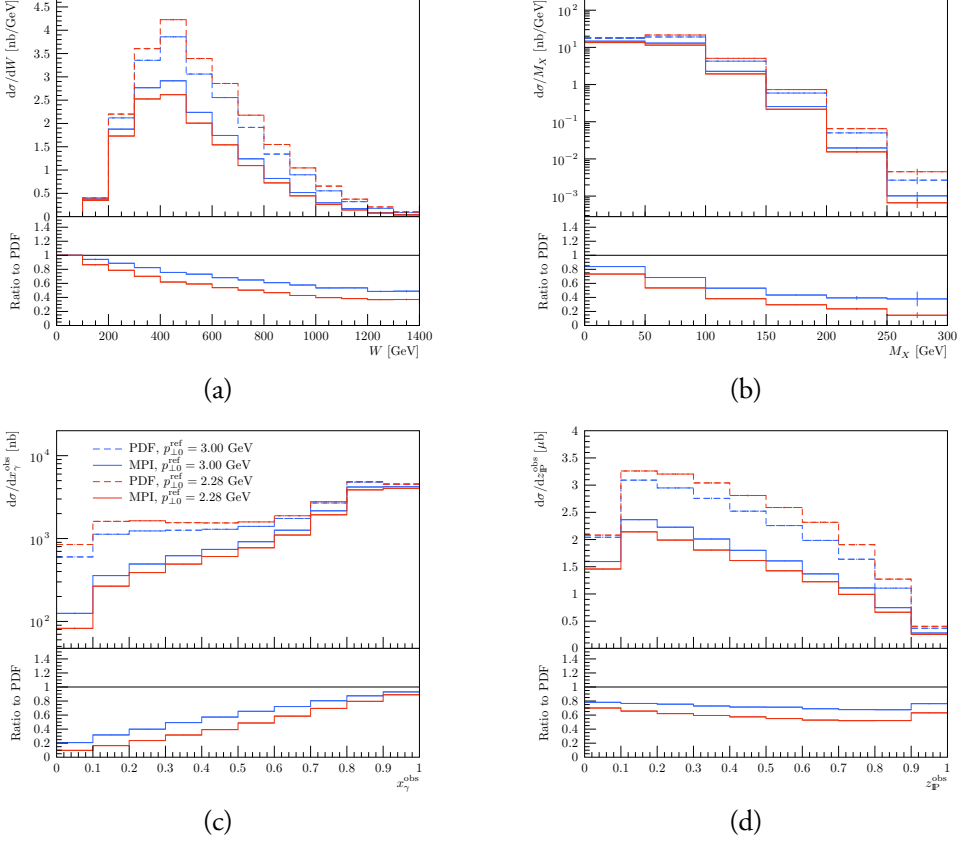 dσ/dW [nb/GeV]
4.5
4
3.5
3
2.5
2
1.5
1
0.5
0
Ratio to PDF
1.4
1.2
1
0.8
0.6
0.4
0.2
0
0 200 400 600 800 1000 1200 1400
W [GeV]
(a)
dσ/M_X [nb/GeV]
10^2
10^1
1
10^-1
10^-2
10^-3
Ratio to PDF
1.4
1.2
1
0.8
0.6
0.4
0.2
0
0 50 100 150 200 250 300
M_X [GeV]
(b)
dσ/dx_γ^obs [nb]
10^4
10^3
10^2
PDF, p_⊥0^ref = 3.00 GeV
MPI, p_⊥0^ref = 3.00 GeV
PDF, p_⊥0^ref = 2.28 GeV
MPI, p_⊥0^ref = 2.28 GeV
Ratio to PDF
1.4
1.2
1
0.8
0.6
0.4
0.2
0
0 0.1 0.2 0.3 0.4 0.5 0.6 0.7 0.8 0.9 1
x_γ^obs
(c)
dσ/dz_ℙ^obs [μb]
4
3.5
3
2.5
2
1.5
1
0.5
0
Ratio to PDF
1.4
1.2
1
0.8
0.6
0.4
0.2
0
0 0.1 0.2 0.3 0.4 0.5 0.6 0.7 0.8 0.9 1
z_ℙ^obs
(d)